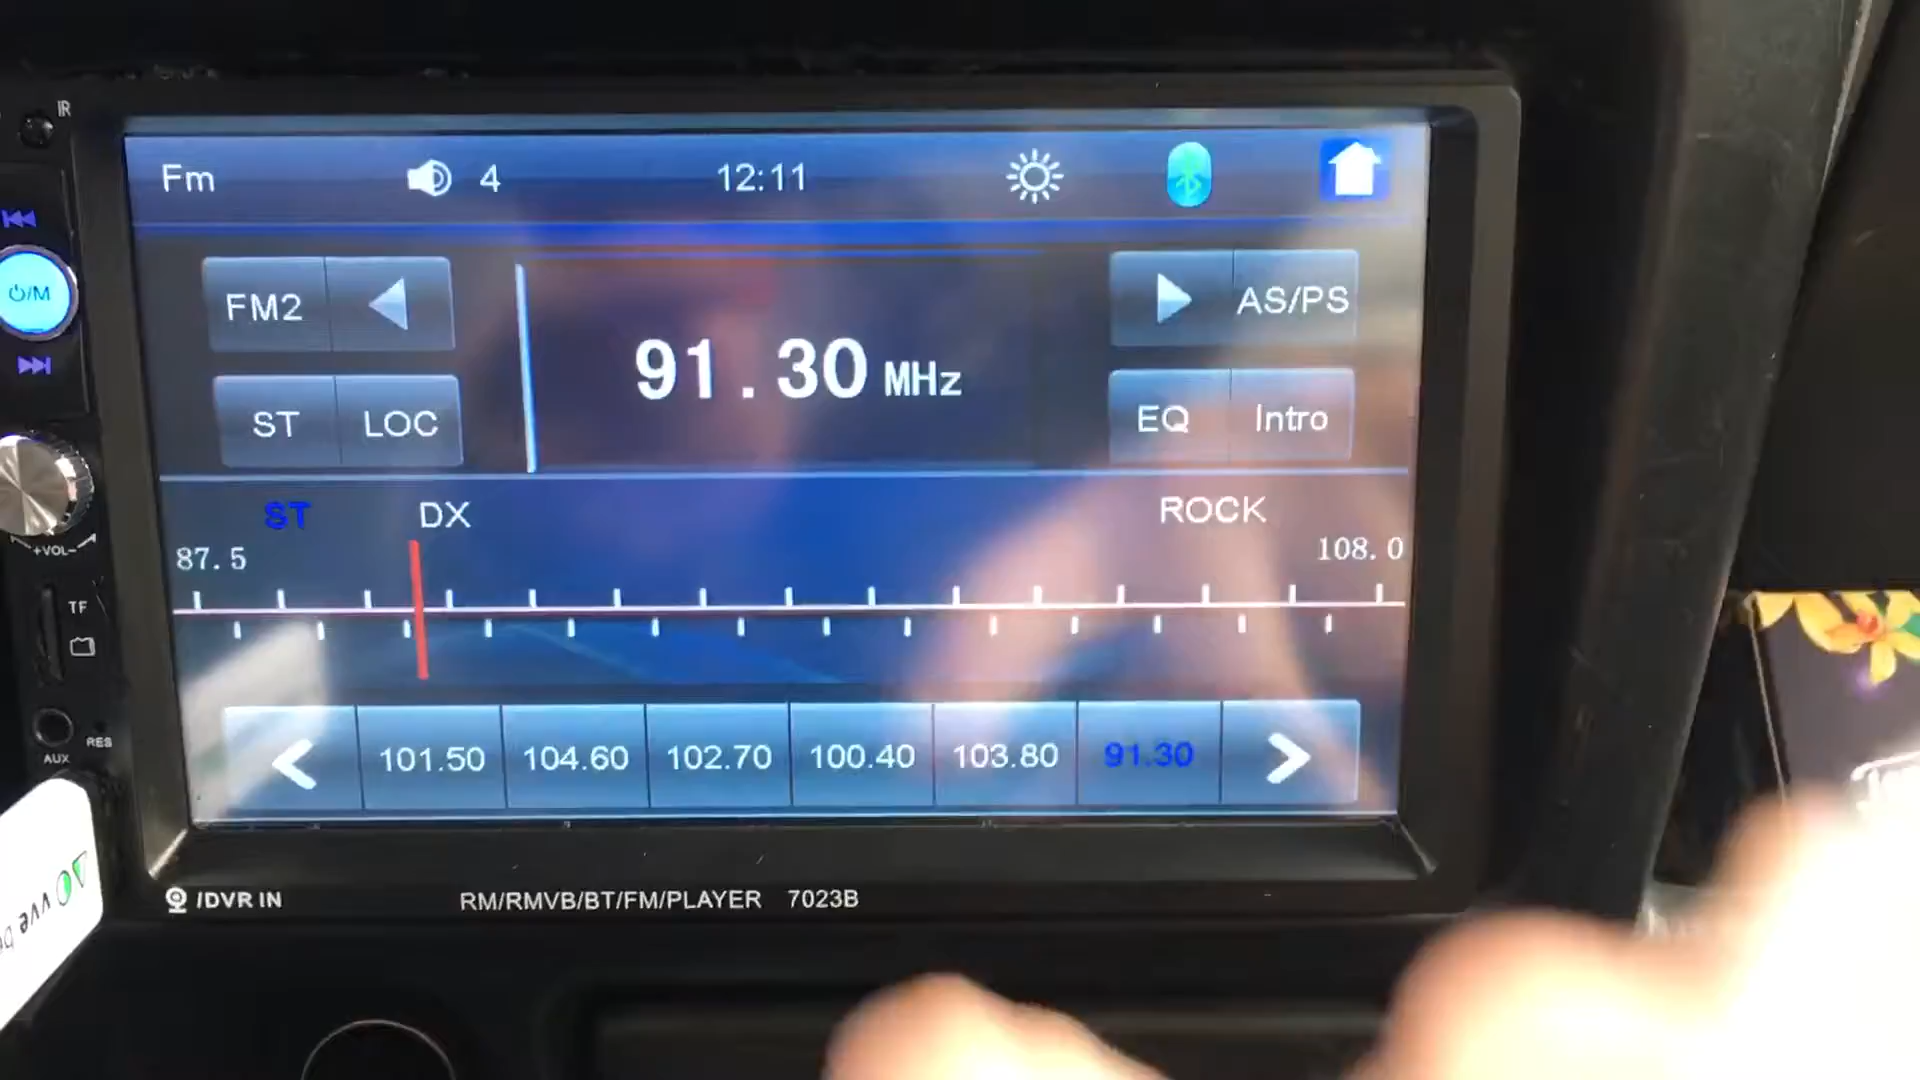 IR
Fm 4 12:11
⏻/M
FM2 AS/PS
91.30 MHz
ST LOC EQ Intro
ST DX ROCK
87.5 108.0
+VOL-
TF
101.50 104.60 102.70 100.40 103.80 91.30
RES
AUX
/DVR IN RM/RMVB/BT/FM/PLAYER 7023B